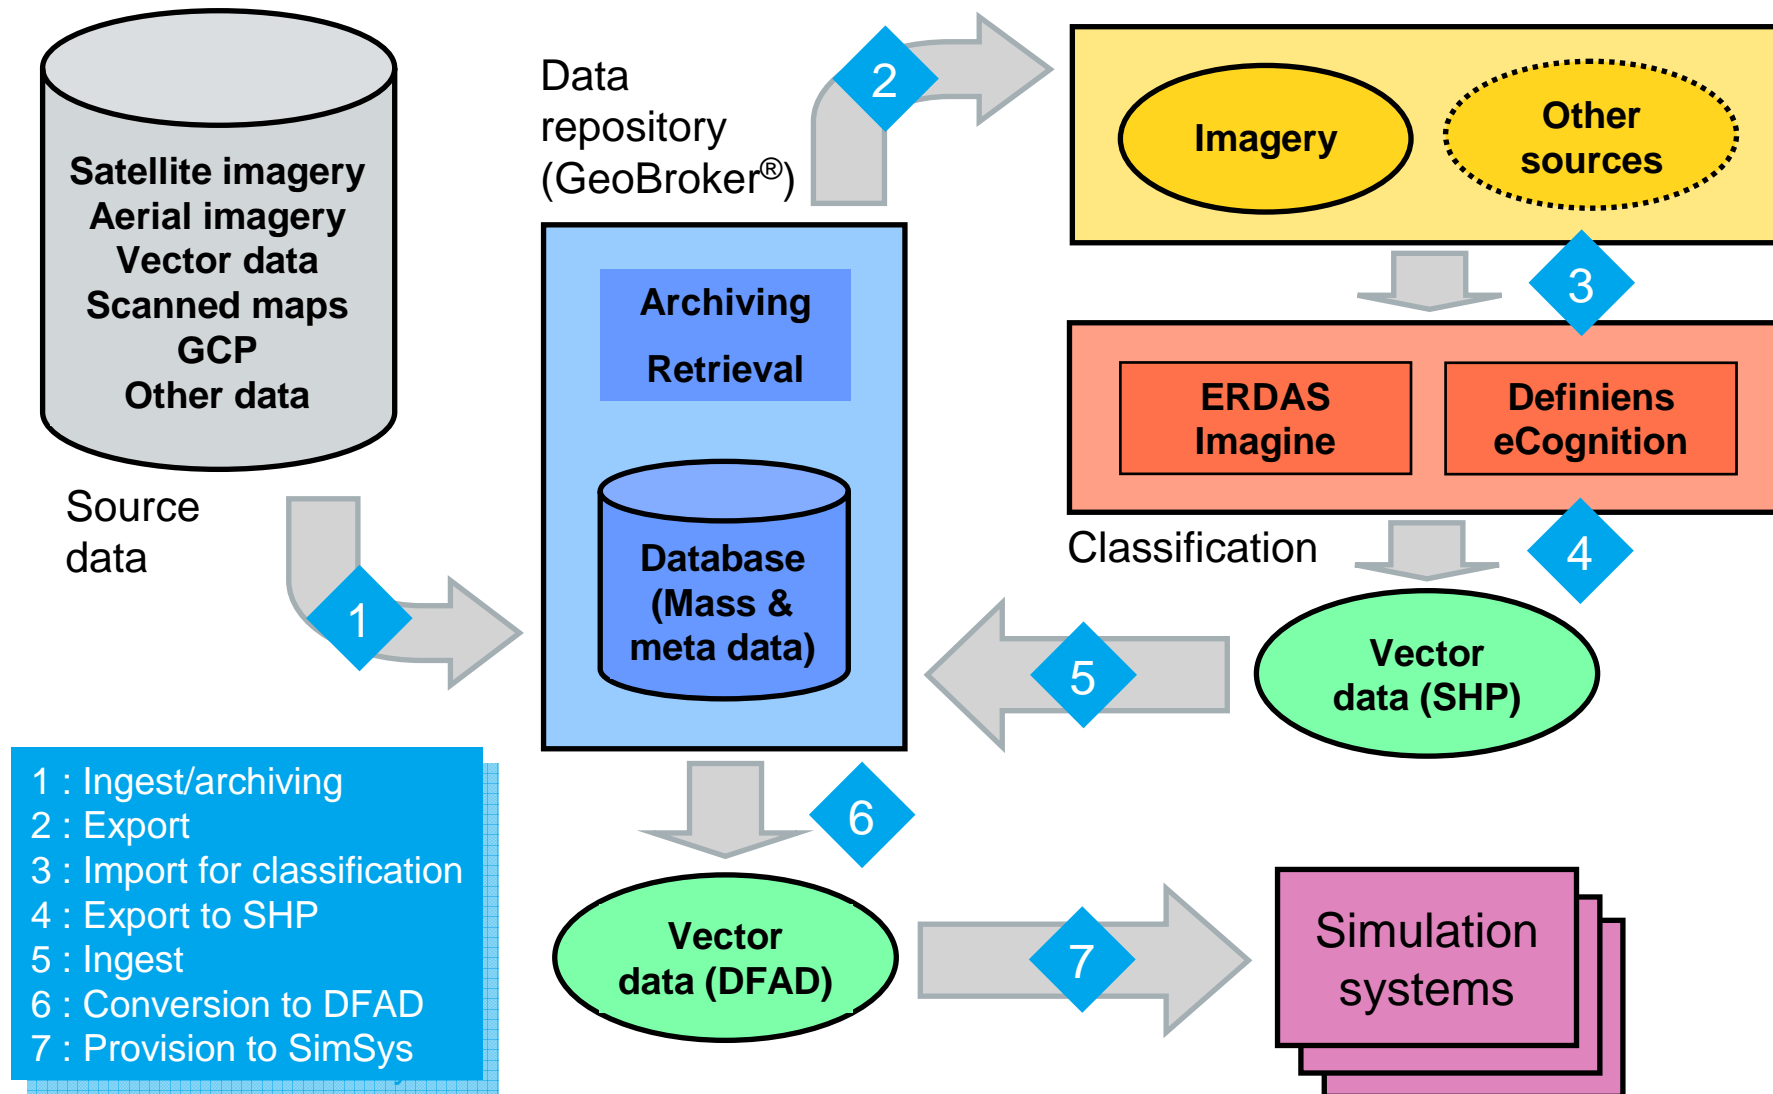 Satellite imagery
Aerial imagery
Vector data
Scanned maps
GCP
Other data
Source
data
1
Data
repository
(GeoBroker®)
Archiving
Retrieval
Database
(Mass &
meta data)
2
Imagery
Other
sources
3
ERDAS
Imagine
Definiens
eCognition
Classification
4
Vector
data (SHP)
5
6
Vector
data (DFAD)
7
Simulation
systems
1 : Ingest/archiving
2 : Export
3 : Import for classification
4 : Export to SHP
5 : Ingest
6 : Conversion to DFAD
7 : Provision to SimSys